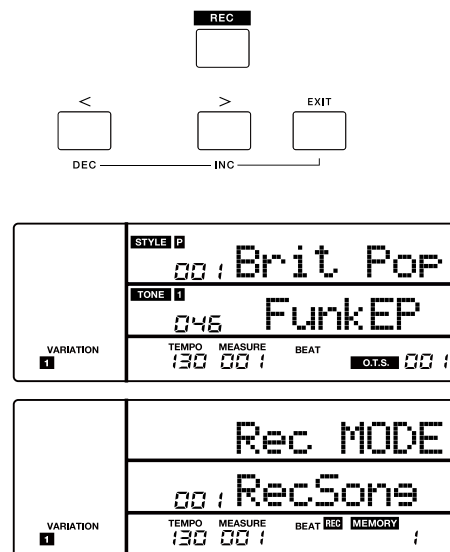 REC
< > EXIT
DEC INC
STYLE P
001 Brit Pop
TONE 1
046 FunkEP
VARIATION TEMPO MEASURE BEAT
1 130 001 O.T.S. 001
Rec MODE
001 RecSong
VARIATION TEMPO MEASURE BEAT REC MEMORY
1 130 001 1